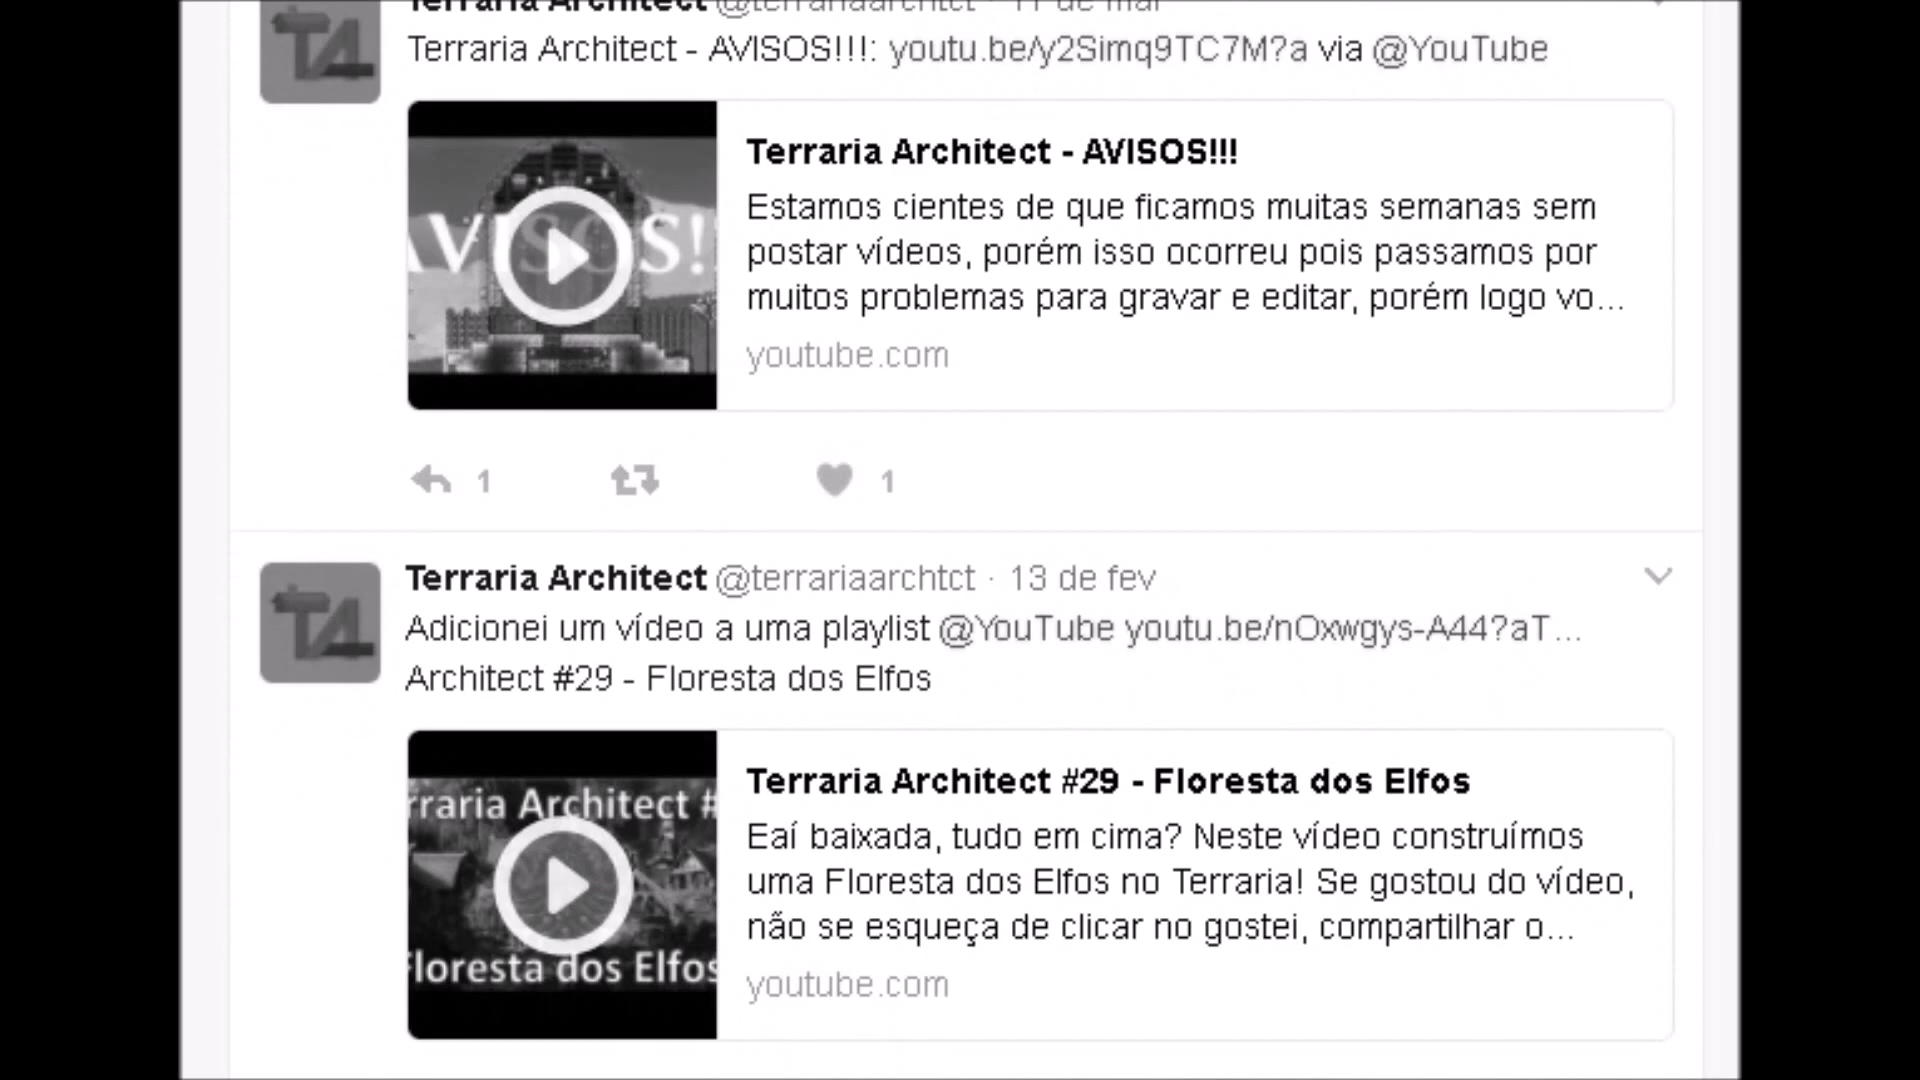 Terraria Architect @terrariaarchtct · 11 de mar
Terraria Architect - AVISOS!!!: youtu.be/y2Simq9TC7M?a via @YouTube
TA
AVISOS!!
Terraria Architect - AVISOS!!!
Estamos cientes de que ficamos muitas semanas sem
postar vídeos, porém isso ocorreu pois passamos por
muitos problemas para gravar e editar, porém logo vo...
youtube.com
1
1
Terraria Architect @terrariaarchtct · 13 de fev
TA
Adicionei um vídeo a uma playlist @YouTube youtu.be/nOxwgys-A44?aT...
Architect #29 - Floresta dos Elfos
rraria Architect #
Floresta dos Elfos
Terraria Architect #29 - Floresta dos Elfos
Eaí baixada, tudo em cima? Neste vídeo construímos
uma Floresta dos Elfos no Terraria! Se gostou do vídeo,
não se esqueça de clicar no gostei, compartilhar o...
youtube.com